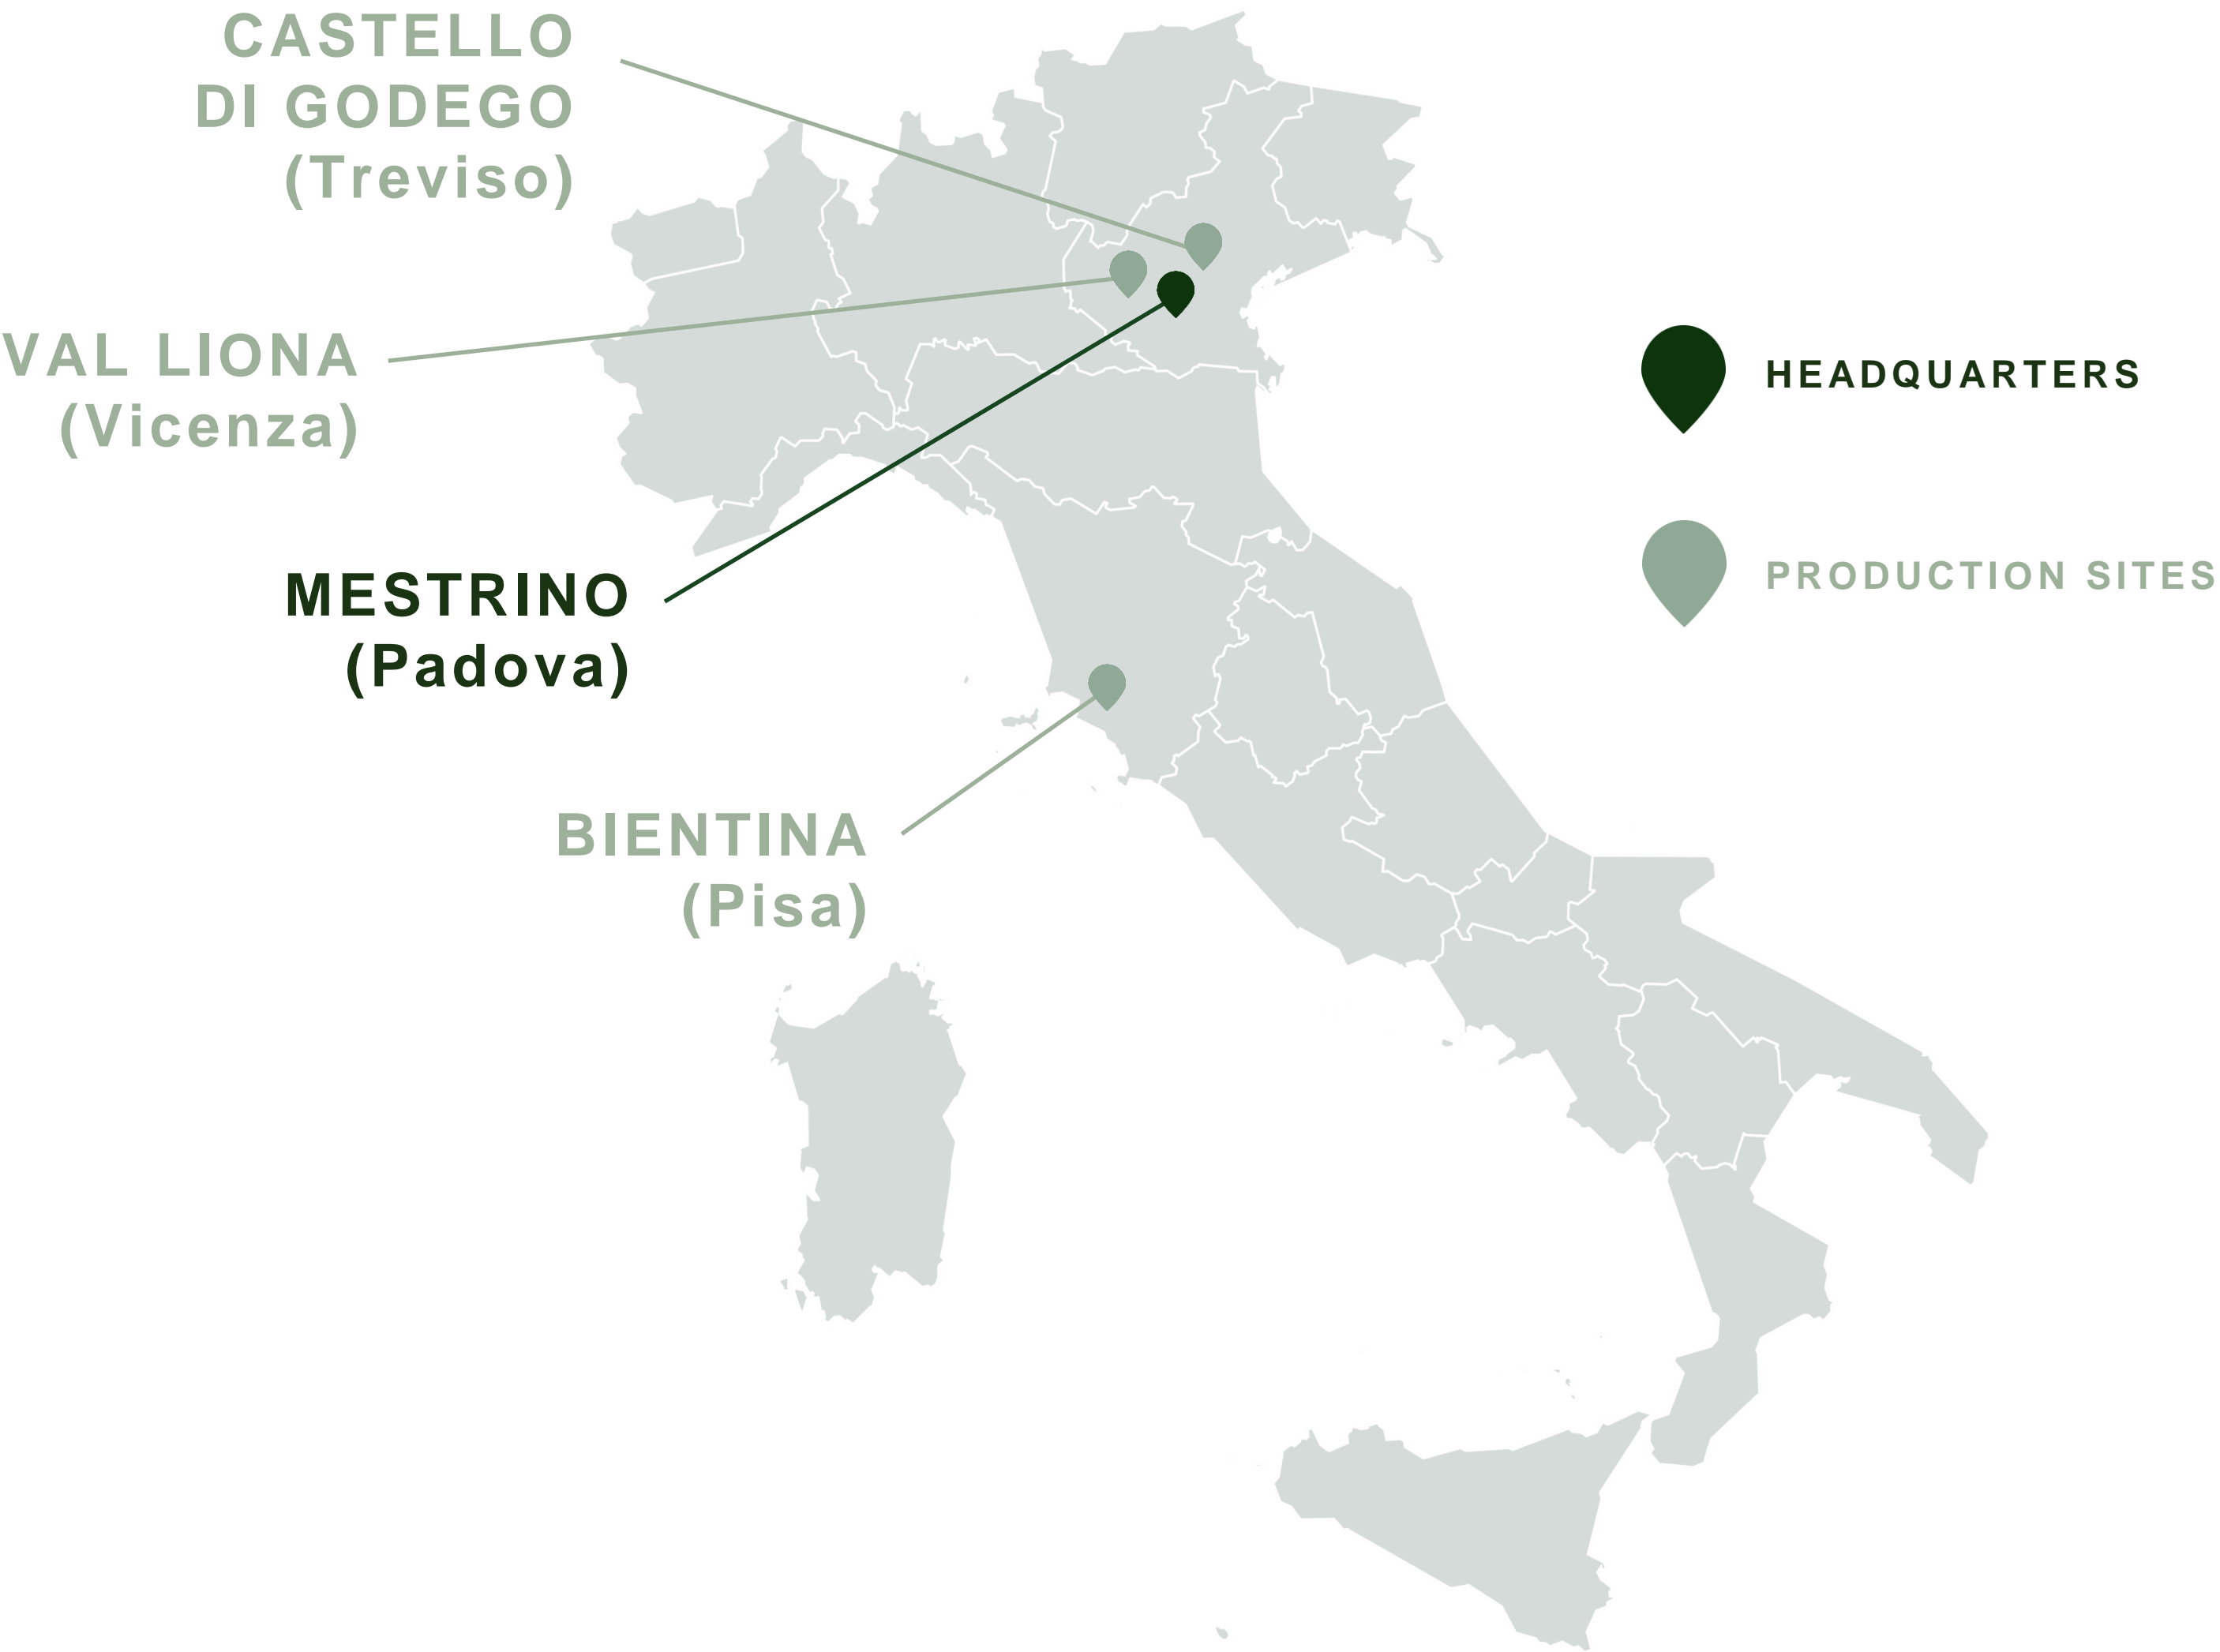 CASTELLO
DI GODEGO
(Treviso)
VAL LIONA
(Vicenza)
HEADQUARTERS
MESTRINO
(Padova)
PRODUCTION SITES
BIENTINA
(Pisa)